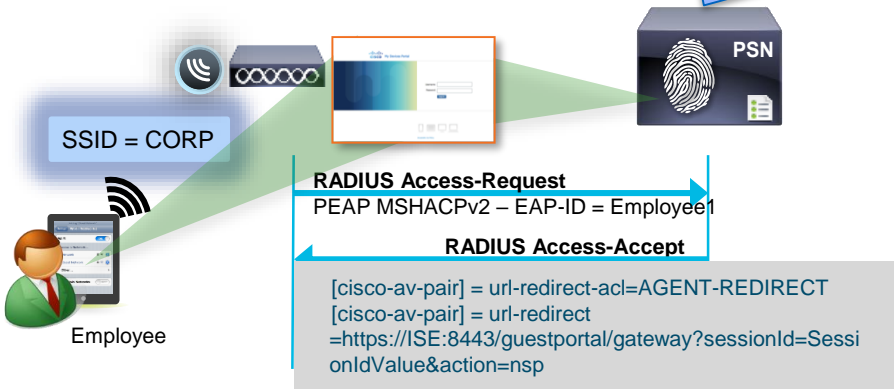 PSN
SSID = CORP
RADIUS Access-Request
PEAP MSHACPv2 – EAP-ID = Employee1
RADIUS Access-Accept
[cisco-av-pair] = url-redirect-acl=AGENT-REDIRECT
[cisco-av-pair] = url-redirect
=https://ISE:8443/guestportal/gateway?sessionId=Sessi
onIdValue&action=nsp
Employee